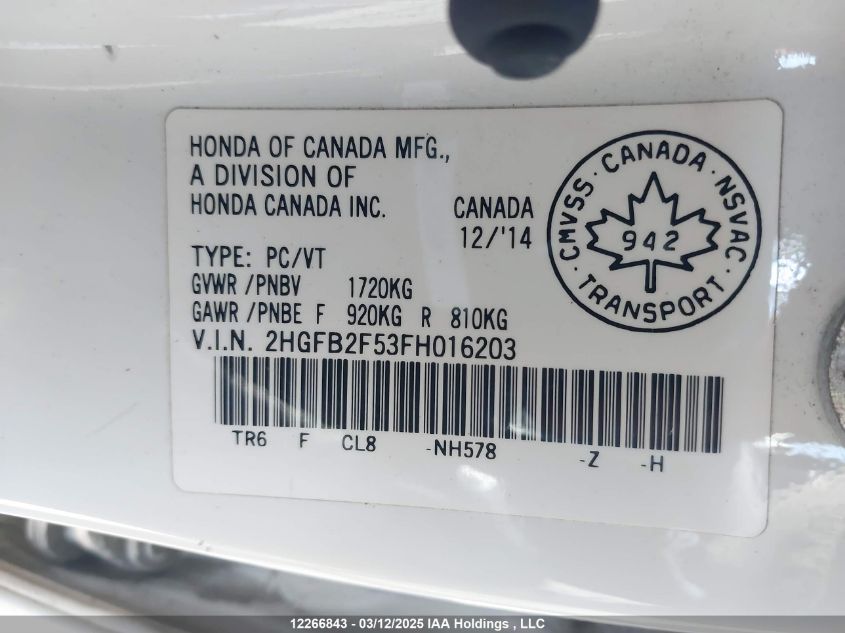 HONDA OF CANADA MFG.,
A DIVISION OF
HONDA CANADA INC.
CANADA
12/'14
TYPE: PC/VT
GVWR/PNBV 1720KG
GAWR/PNBE F 920KG R 810KG
V.I.N. 2HGFB2F53FH016203
TR6 F CL8 -NH578 -Z -H
CMVSS · CANADA · NSVAC · TRANSPORT ·
942
12266843 - 03/12/2025 IAA Holdings , LLC